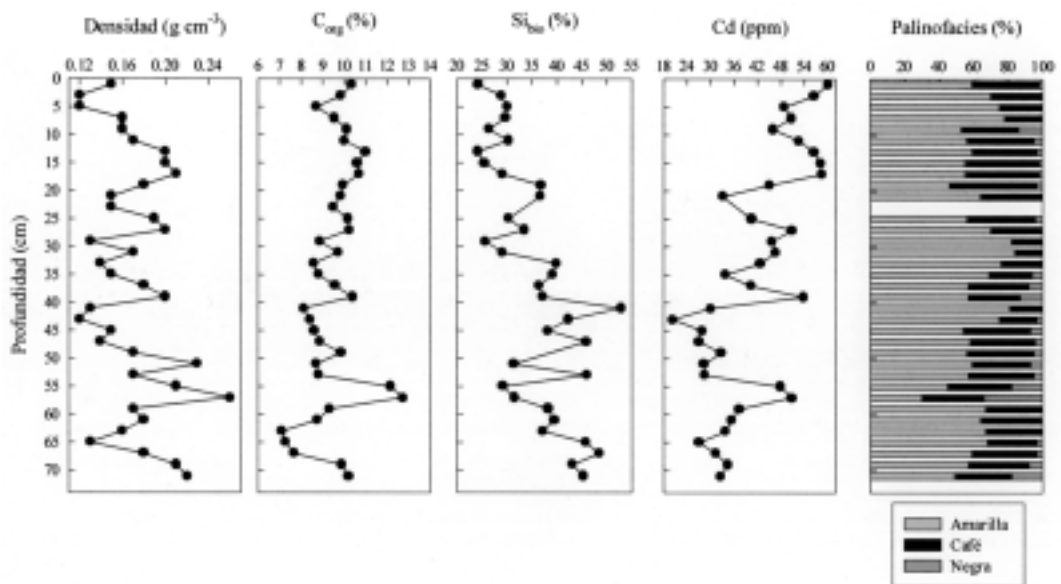 Densidad (g cm⁻³) C_org (%) Si_bio (%) Cd (ppm) Palinofacies (%)
0.12 0.16 0.20 0.24 6 7 8 9 10 11 12 13 14 20 25 30 35 40 45 55 18 24 30 36 42 48 54 60 0 20 40 60 80 100
0
5
10
15
20
25
30
35
40
45
50
55
60
65
70
Profundidad (cm)
Amarilla
Café
Negra